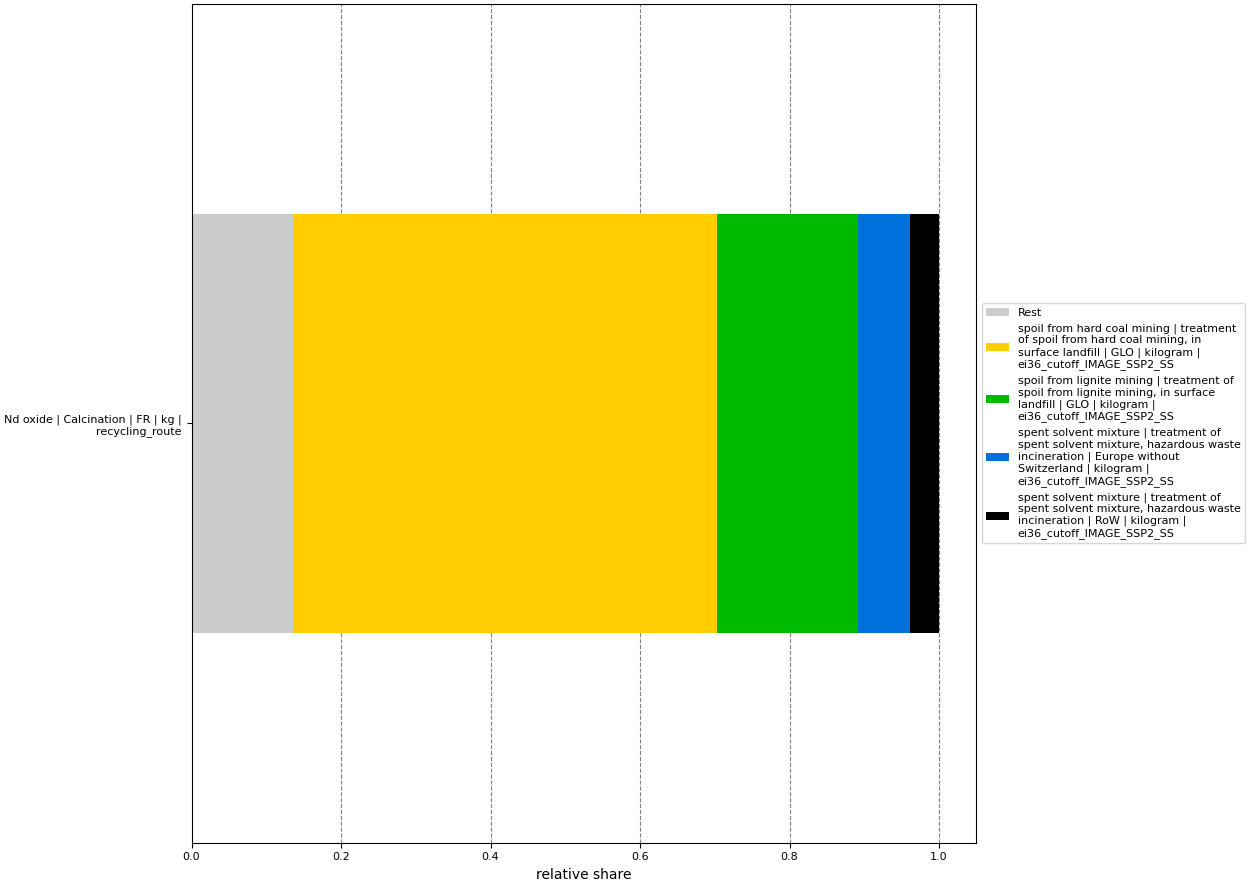 Nd oxide | Calcination | FR | kg |
recycling_route
0.0
0.2
0.4
0.6
0.8
1.0
relative share
Rest
spoil from hard coal mining | treatment
of spoil from hard coal mining, in
surface landfill | GLO | kilogram |
ei36_cutoff_IMAGE_SSP2_SS
spoil from lignite mining | treatment of
spoil from lignite mining, in surface
landfill | GLO | kilogram |
ei36_cutoff_IMAGE_SSP2_SS
spent solvent mixture | treatment of
spent solvent mixture, hazardous waste
incineration | Europe without
Switzerland | kilogram |
ei36_cutoff_IMAGE_SSP2_SS
spent solvent mixture | treatment of
spent solvent mixture, hazardous waste
incineration | RoW | kilogram |
ei36_cutoff_IMAGE_SSP2_SS